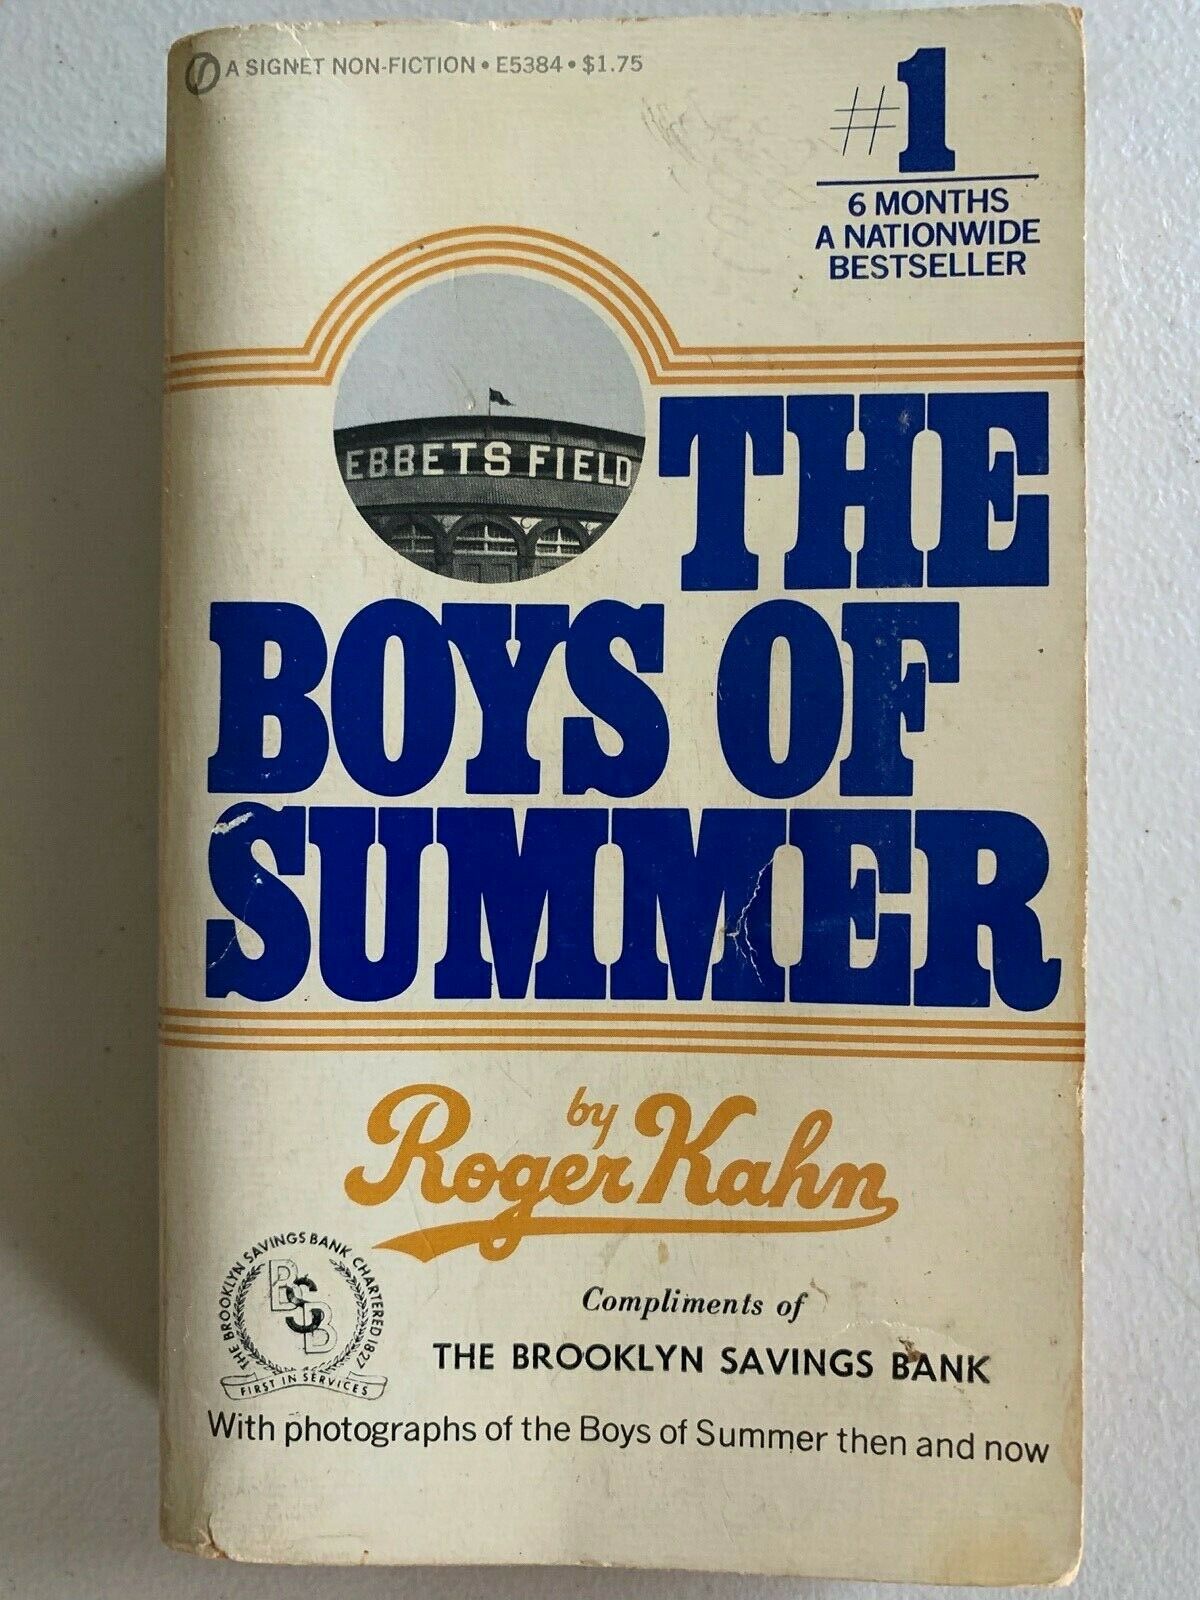 A SIGNET NON-FICTION • E5384 • $1.75
#1
6 MONTHS
A NATIONWIDE
BESTSELLER
EBBETS FIELD
THE
BOYS OF
SUMMER
by
Roger Kahn
THE BROOKLYN SAVINGS BANK CHARTERED 1827
BSB
FIRST IN SERVICES
Compliments of
THE BROOKLYN SAVINGS BANK
With photographs of the Boys of Summer then and now